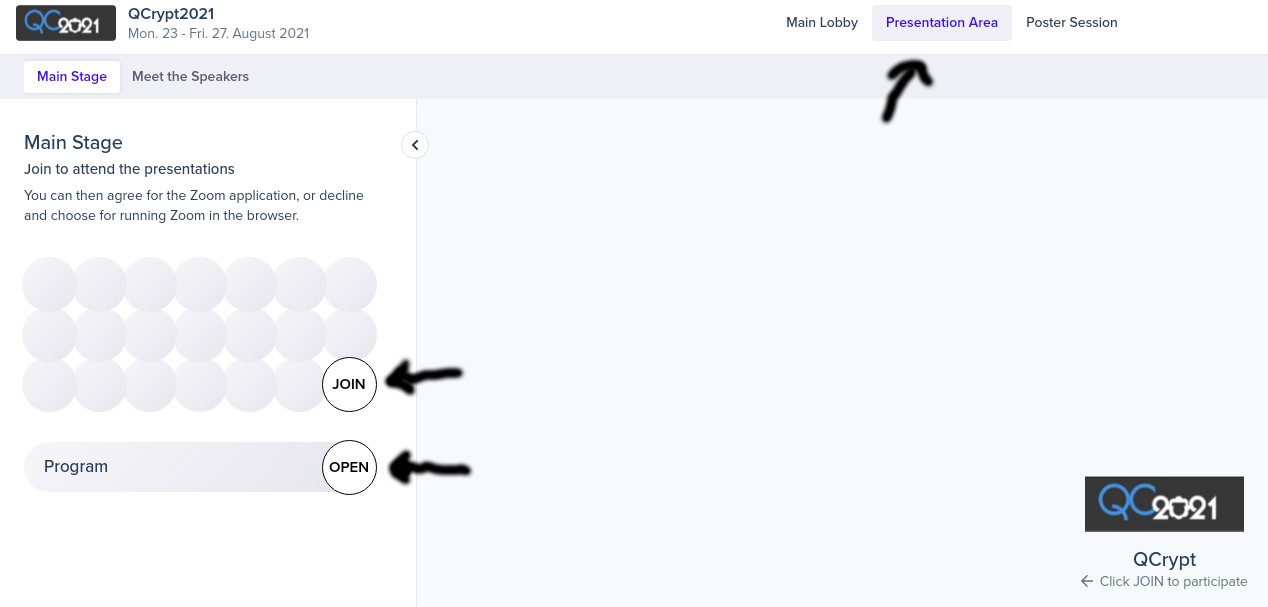 QC2021
QCrypt2021
Mon. 23 - Fri. 27. August 2021
Main Lobby
Presentation Area
Poster Session
Main Stage
Meet the Speakers
Main Stage
Join to attend the presentations
You can then agree for the Zoom application, or decline
and choose for running Zoom in the browser.
JOIN
Program
OPEN
QC2021
QCrypt
Click JOIN to participate